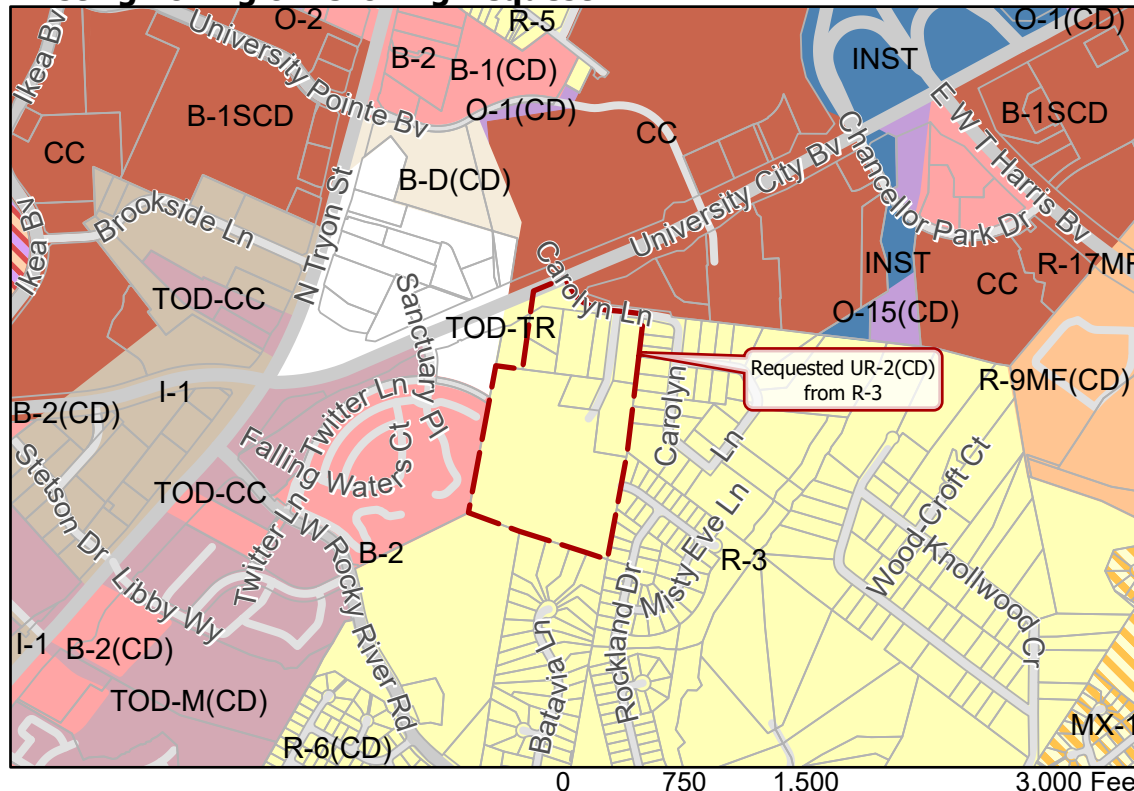 O-2
R-5
O-1(CD)
Ikea Bv
University Pointe Bv
B-2
B-1(CD)
INST
E W T Harris Bv
B-1SCD
B-1SCD
O-1(CD)
CC
CC
Chancellor Park Dr
B-D(CD)
University City Bv
Brookside Ln
N Tryon St
Ikea Bv
Carolyn Ln
INST
CC
R-17MF
TOD-CC
Sanctuary Pl
O-15(CD)
TOD-TR
Requested UR-2(CD)
from R-3
R-9MF(CD)
B-2(CD)
I-1
Twitter Ln
Carolyn
Ln
Falling Waters Ct
Stetson Dr
TOD-CC
Twitter Ln
W Rocky River Rd
B-2
Misty Eve Ln
R-3
Wood-Croft Ct
Knollwood Cr
Libby Wy
Rockland Dr
Batavia Ln
I-1
B-2(CD)
TOD-M(CD)
R-6(CD)
MX-1
0 750 1,500 3,000 Fee